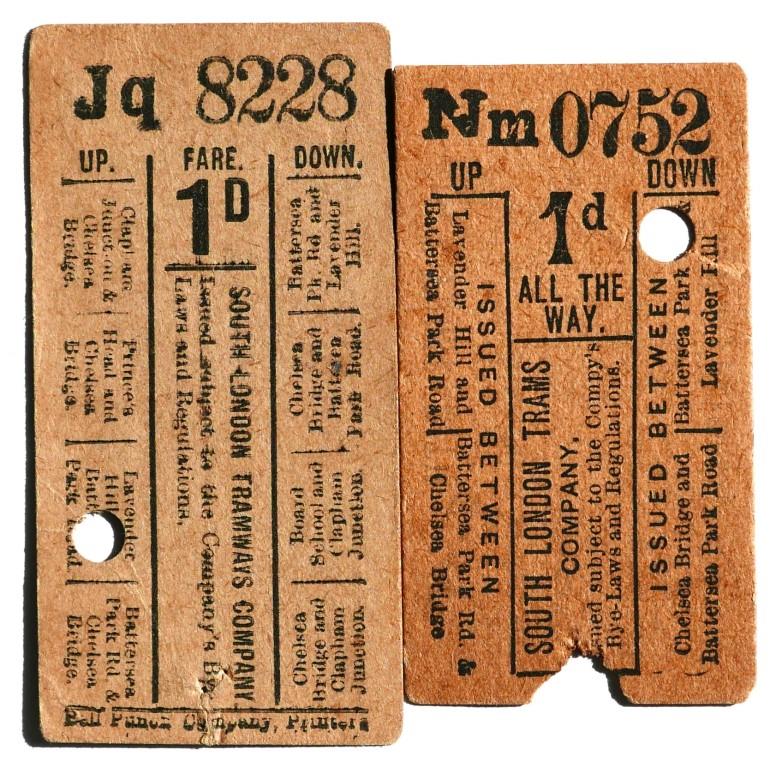 Jq 8228
UP.
FARE.
DOWN.
1D
Clapham
Junction &
Chelsea
Bridge.
Prince's
Head and
Chelsea
Bridge.
Lavender
Hill
Park Road
Battersea
Park Rd &
Chelsea
Bridge.
SOUTH LONDON TRAMWAYS COMPANY
Issued subject to the Company's Bye
Laws and Regulations.
Battersea
Pk. Rd and
Lavender
Hill.
Chelsea
Bridge and
Battersea
Park Road.
Board
School and
Clapham
Junction.
Chelsea
Bridge and
Clapham
Junction.
Bell Punch Company, Printers
Nm 0752
UP
DOWN
1d
ALL THE
WAY.
ISSUED BETWEEN
Lavender Hill and
Battersea Park Road
Battersea Park Rd. &
Chelsea Bridge
SOUTH LONDON TRAMS
COMPANY,
subject to the Compy's
Bye-Laws and Regulations.
ISSUED BETWEEN
Battersea Park &
Lavender Hill
Chelsea Bridge and
Battersea Park Road